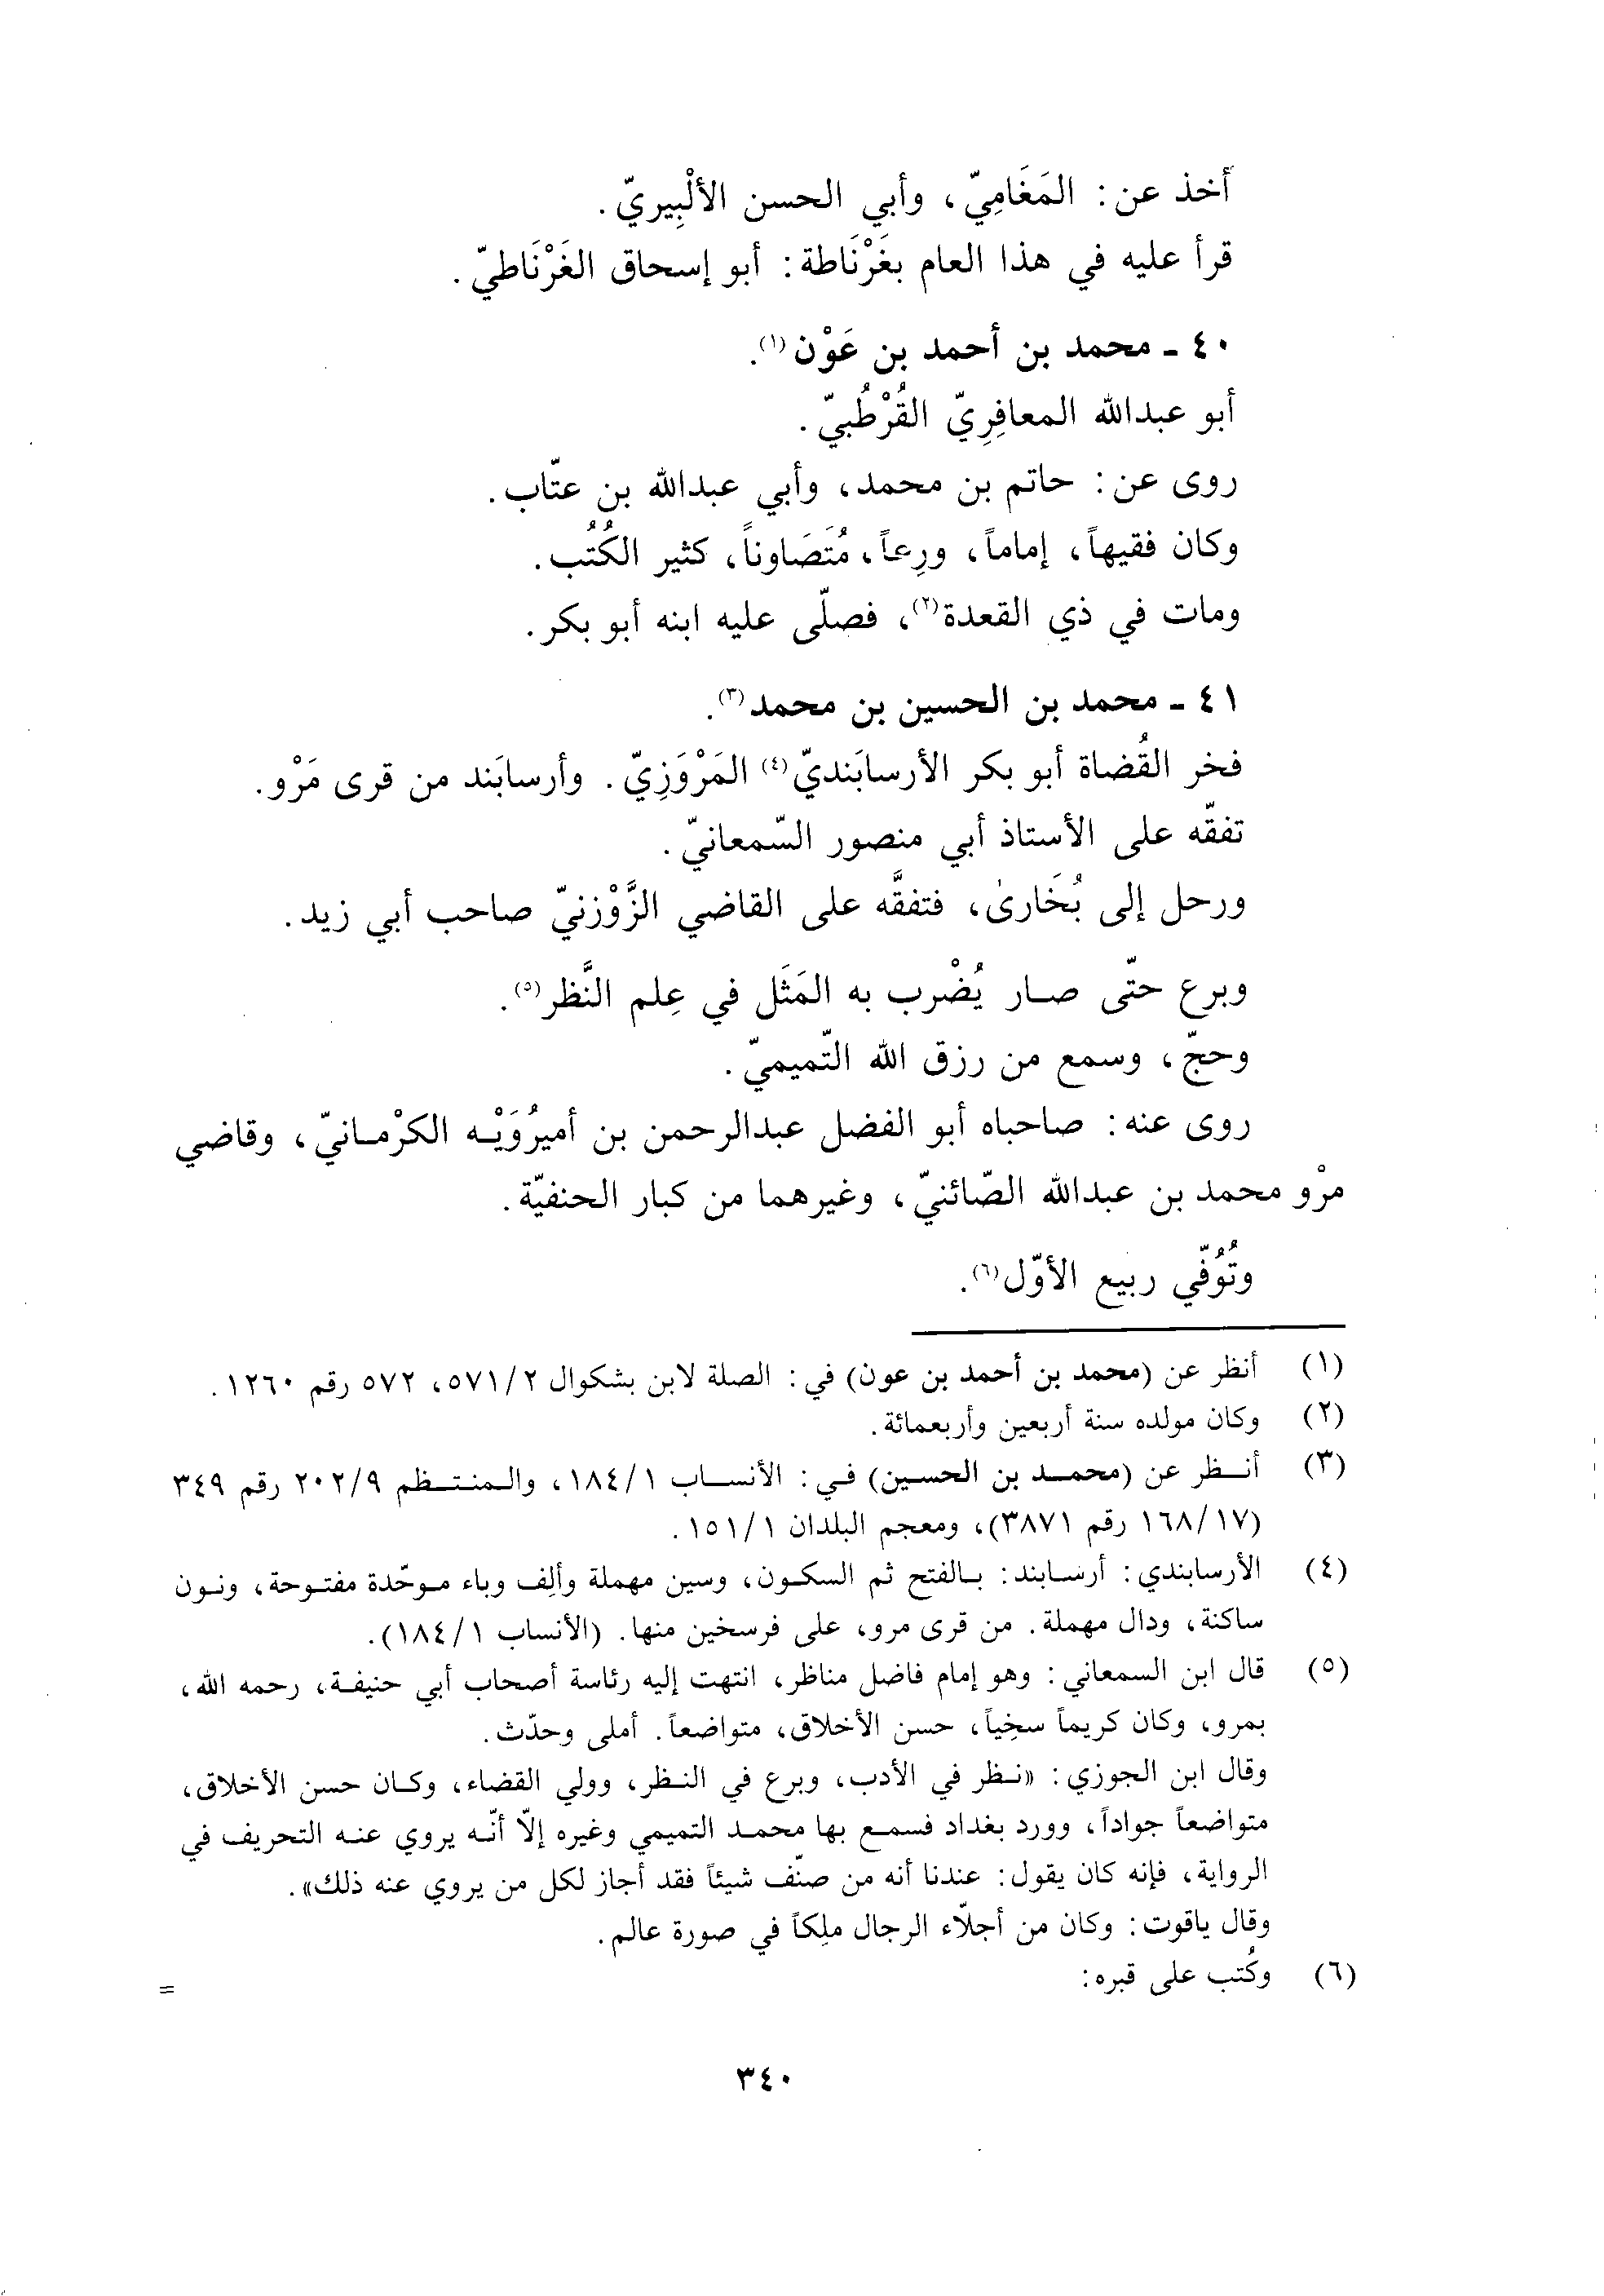 أخذ عن: المَغَامِيّ، وأبي الحسن الألْبِيريّ.
قرأ عليه في هذا العام بغَرْنَاطة: أبو إسحاق الغَرْنَاطيّ.
٤٠ ـ محمد بن أحمد بن عَوْن(١).
أبو عبدالله المعافِرِيّ القُرْطُبيّ.
روى عن: حاتم بن محمد، وأبي عبدالله بن عتّاب.
وكان فقيهاً، إماماً، ورِعاً، مُتَصَاوناً، كثير الكُتُب.
ومات في ذي القعدة(٢)، فصلّى عليه ابنه أبو بكر.
٤١ ـ محمد بن الحسين بن محمد(٣).
فخر القُضاة أبو بكر الأرسابَنديّ(٤) المَرْوَزِيّ. وأرسابَند من قرى مَرْو.
تفقّه على الأستاذ أبي منصور السّمعانيّ.
ورحل إلى بُخَارىٰ، فتفقَّه على القاضي الزَّوْزنيّ صاحب أبي زيد.
وبرع حتّى صار يُضْرب به المَثَل في عِلم النَّظر(٥).
وحجّ، وسمع من رزق الله التّميميّ.
روى عنه: صاحباه أبو الفضل عبدالرحمن بن أميرُوَيْه الكرْمانيّ، وقاضي
مرْو محمد بن عبدالله الصّائنيّ، وغيرهما من كبار الحنفيّة.
وتُوُفّي ربيع الأوّل(٦).
(١) أنظر عن (محمد بن أحمد بن عون) في: الصلة لابن بشكوال ٥٧١/٢، ٥٧٢ رقم ١٢٦٠.
(٢) وكان مولده سنة أربعين وأربعمائة.
(٣) أنظر عن (محمد بن الحسين) في: الأنساب ١٨٤/١، والمنتظم ٢٠٢/٩ رقم ٣٤٩
(١٦٨/١٧ رقم ٣٨٧١)، ومعجم البلدان ١٥١/١.
(٤) الأرسابندي: أرسابند: بالفتح ثم السكون، وسين مهملة وألِف وباء موحّدة مفتوحة، ونون
ساكنة، ودال مهملة. من قرى مرو، على فرسخين منها. (الأنساب ١٨٤/١).
(٥) قال ابن السمعاني: وهو إمام فاضل مناظر، انتهت إليه رئاسة أصحاب أبي حنيفة، رحمه الله،
بمرو، وكان كريماً سخِياً، حسن الأخلاق، متواضعاً. أملى وحدّث.
وقال ابن الجوزي: «نظر في الأدب، وبرع في النظر، وولي القضاء، وكان حسن الأخلاق،
متواضعاً جواداً، وورد بغداد فسمع بها محمد التميمي وغيره إلاّ أنّه يروي عنه التحريف في
الرواية، فإنه كان يقول: عندنا أنه من صنّف شيئاً فقد أجاز لكل من يروي عنه ذلك».
وقال ياقوت: وكان من أجلّاء الرجال ملِكاً في صورة عالم.
(٦) وكُتب على قبره:
=
٣٤٠